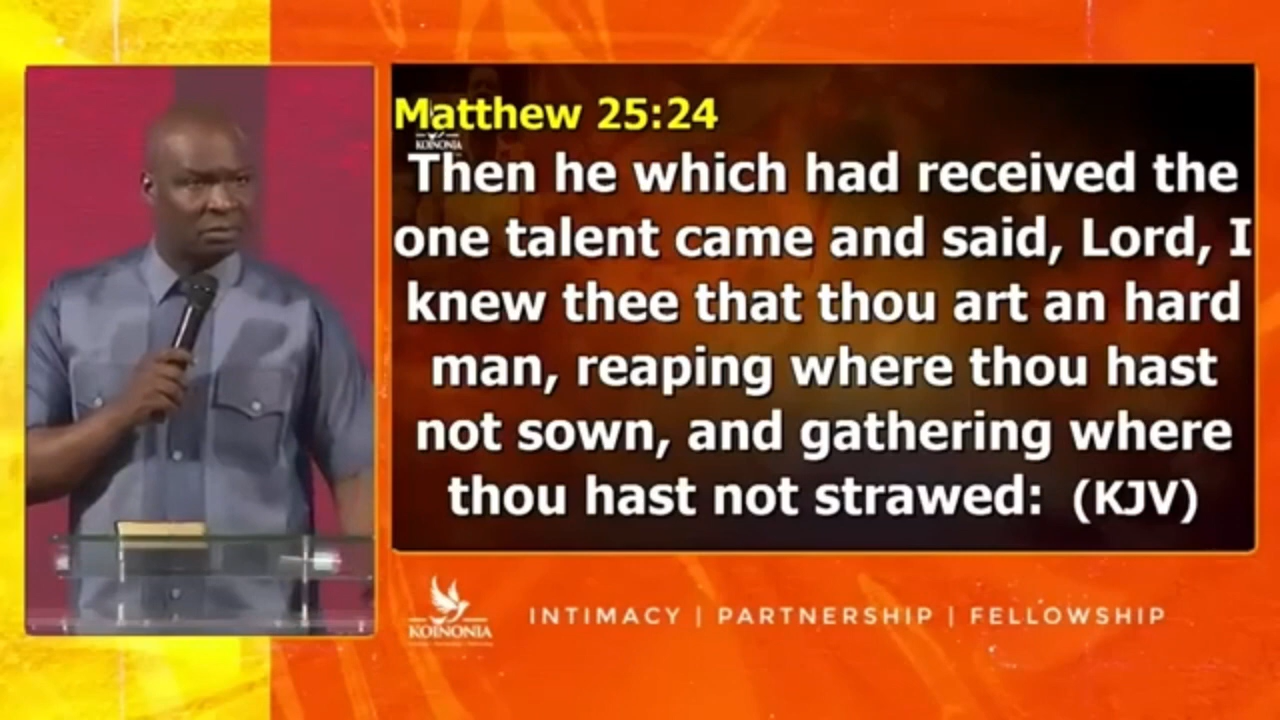 Matthew 25:24
KOINONIA
Then he which had received the
one talent came and said, Lord, I
knew thee that thou art an hard
man, reaping where thou hast
not sown, and gathering where
thou hast not strawed: (KJV)
KOINONIA
INTIMACY | PARTNERSHIP | FELLOWSHIP